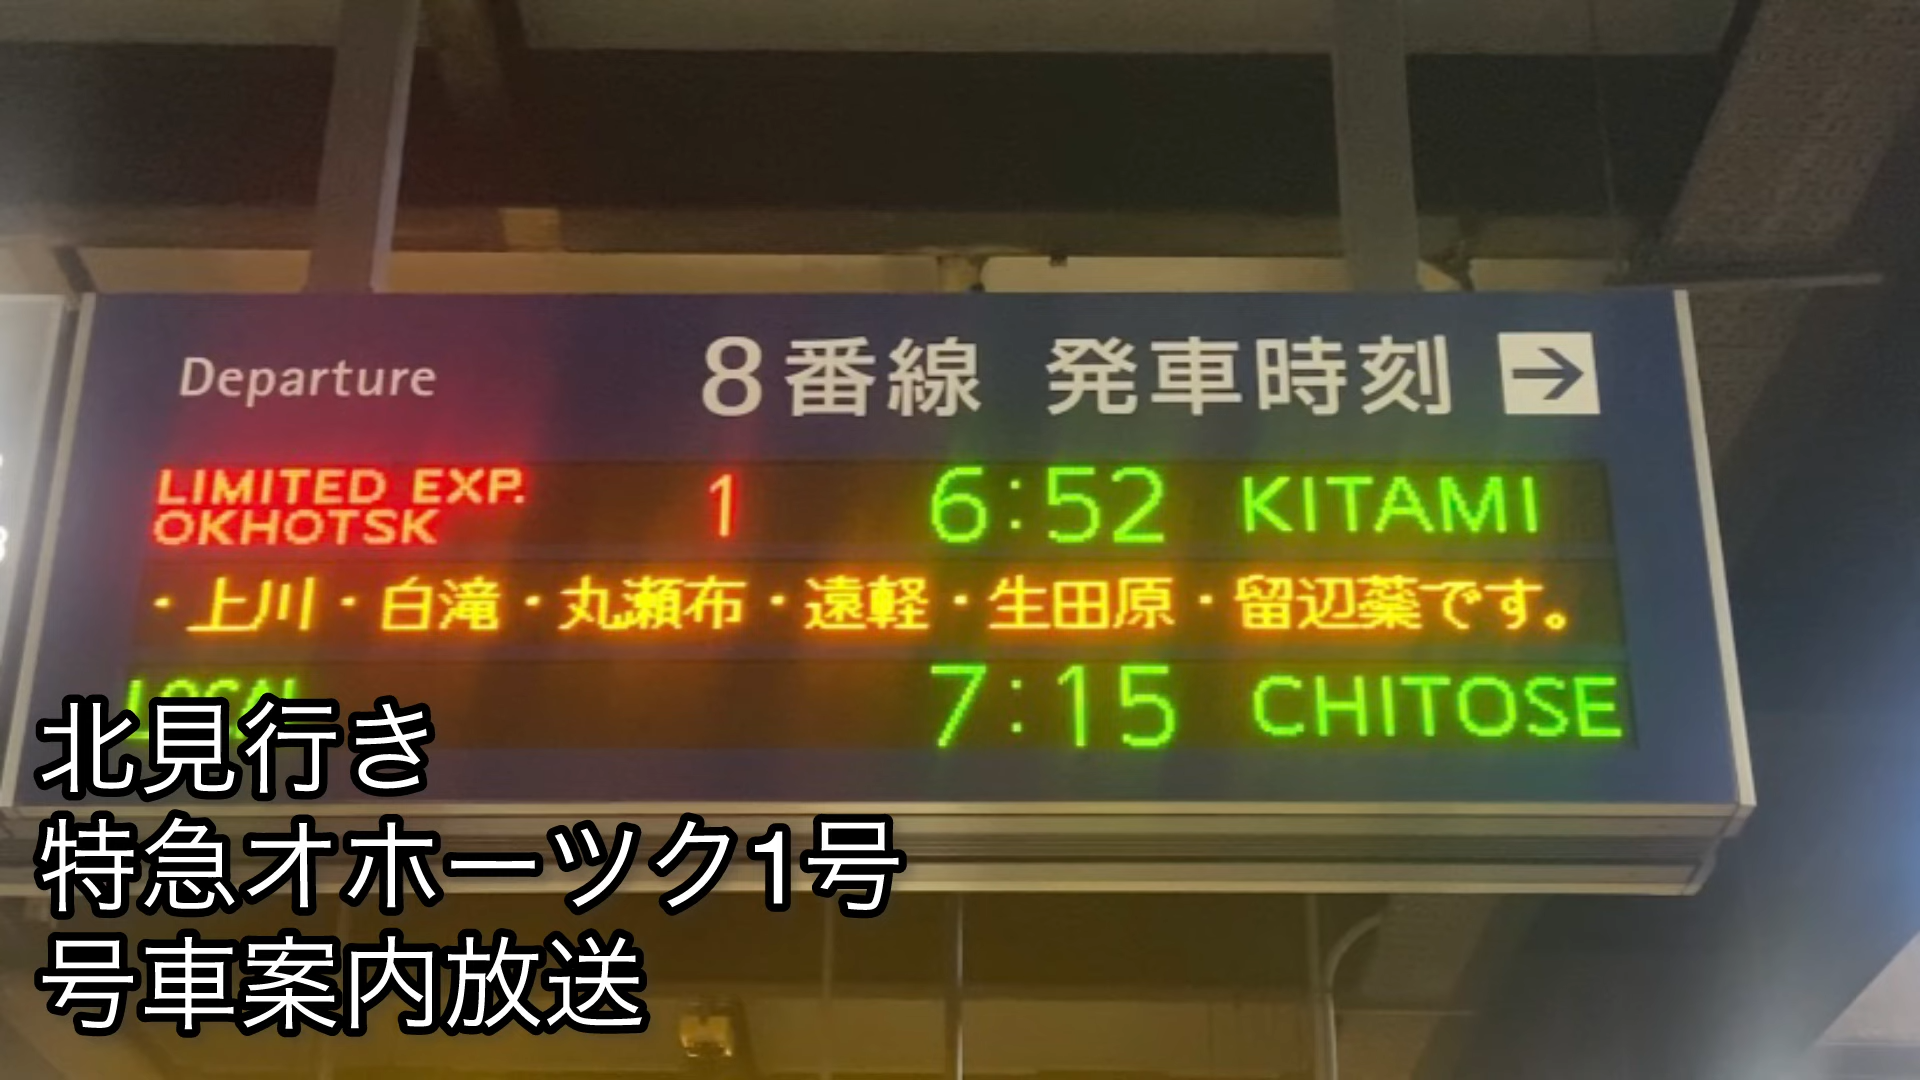 Departure 8番線 発車時刻 →
LIMITED EXP. OKHOTSK 1 6:52 KITAMI
・上川・白滝・丸瀬布・遠軽・生田原・留辺蘂です。
LOCAL 7:15 CHITOSE
北見行き
特急オホーツク1号
号車案内放送